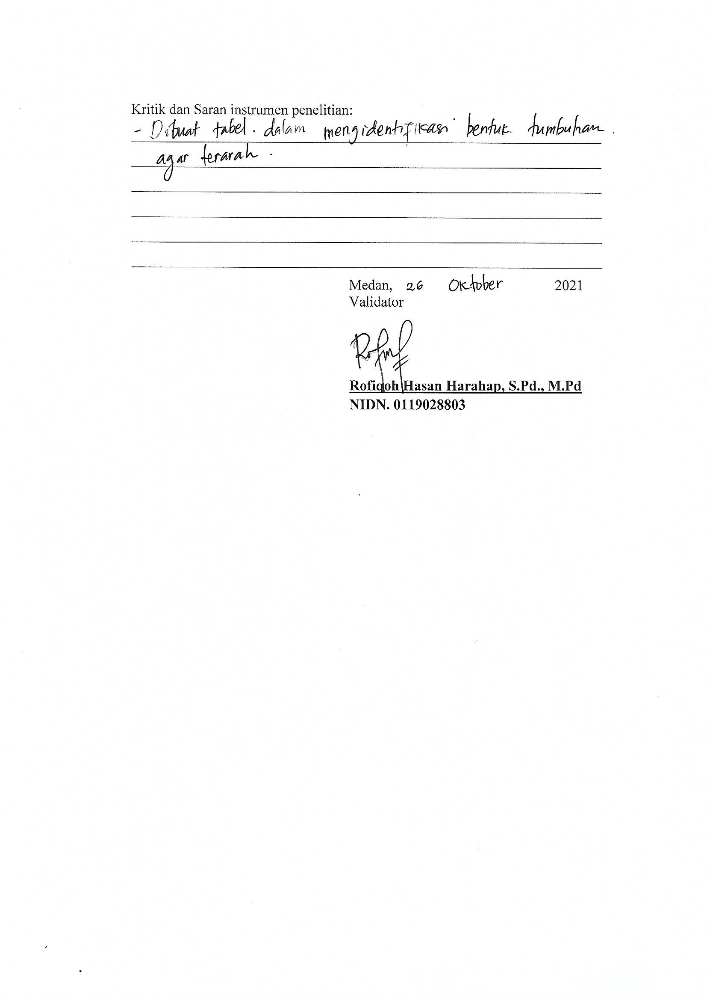 Kritik dan Saran instrumen penelitian:
- Dibuat tabel. dalam mengidentifikasi bentuk. tumbuhan.
agar terarah.
Medan, 26 Oktober 2021
Validator
Rofiqoh Hasan Harahap, S.Pd., M.Pd
NIDN. 0119028803